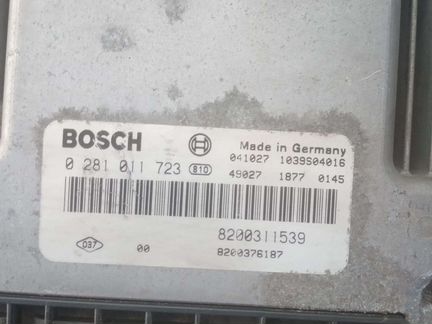 BOSCH Made in Germany
041027 1039S04016
0 281 011 723 810 49027 1877 0145
8200311539
037 00 8200376187